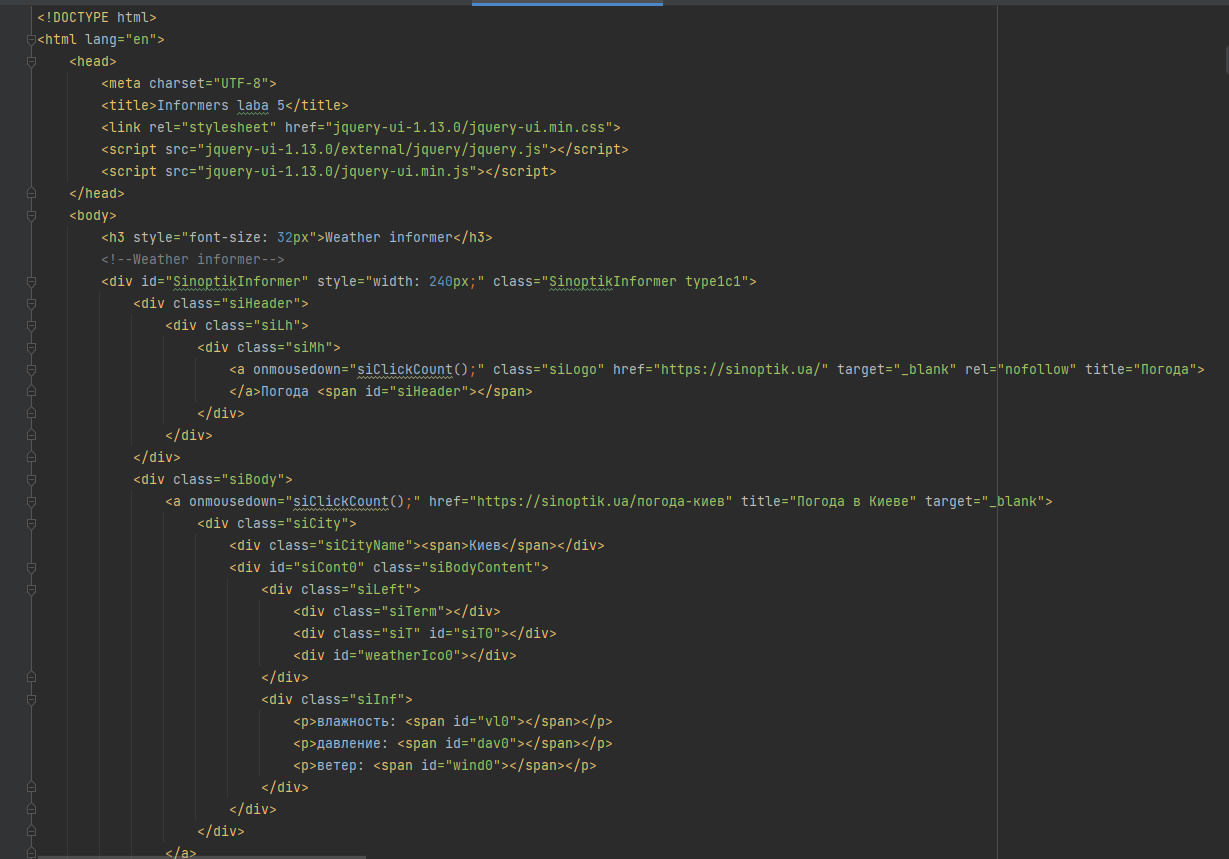 <!DOCTYPE html>
<html lang="en">
<head>
<meta charset="UTF-8">
<title>Informers laba 5</title>
<link rel="stylesheet" href="jquery-ui-1.13.0/jquery-ui.min.css">
<script src="jquery-ui-1.13.0/external/jquery/jquery.js"></script>
<script src="jquery-ui-1.13.0/jquery-ui.min.js"></script>
</head>
<body>
<h3 style="font-size: 32px">Weather informer</h3>
<!--Weather informer-->
<div id="SinoptikInformer" style="width: 240px;" class="SinoptikInformer type1c1">
<div class="siHeader">
<div class="siLh">
<div class="siMh">
<a onmousedown="siClickCount();" class="siLogo" href="https://sinoptik.ua/" target="_blank" rel="nofollow" title="Погода">
</a>Погода <span id="siHeader"></span>
</div>
</div>
</div>
<div class="siBody">
<a onmousedown="siClickCount();" href="https://sinoptik.ua/погода-киев" title="Погода в Киеве" target="_blank">
<div class="siCity">
<div class="siCityName"><span>Киев</span></div>
<div id="siCont0" class="siBodyContent">
<div class="siLeft">
<div class="siTerm"></div>
<div class="siT" id="siT0"></div>
<div id="weatherIco0"></div>
</div>
<div class="siInf">
<p>влажность: <span id="vl0"></span></p>
<p>давление: <span id="dav0"></span></p>
<p>ветер: <span id="wind0"></span></p>
</div>
</div>
</div>
</a>